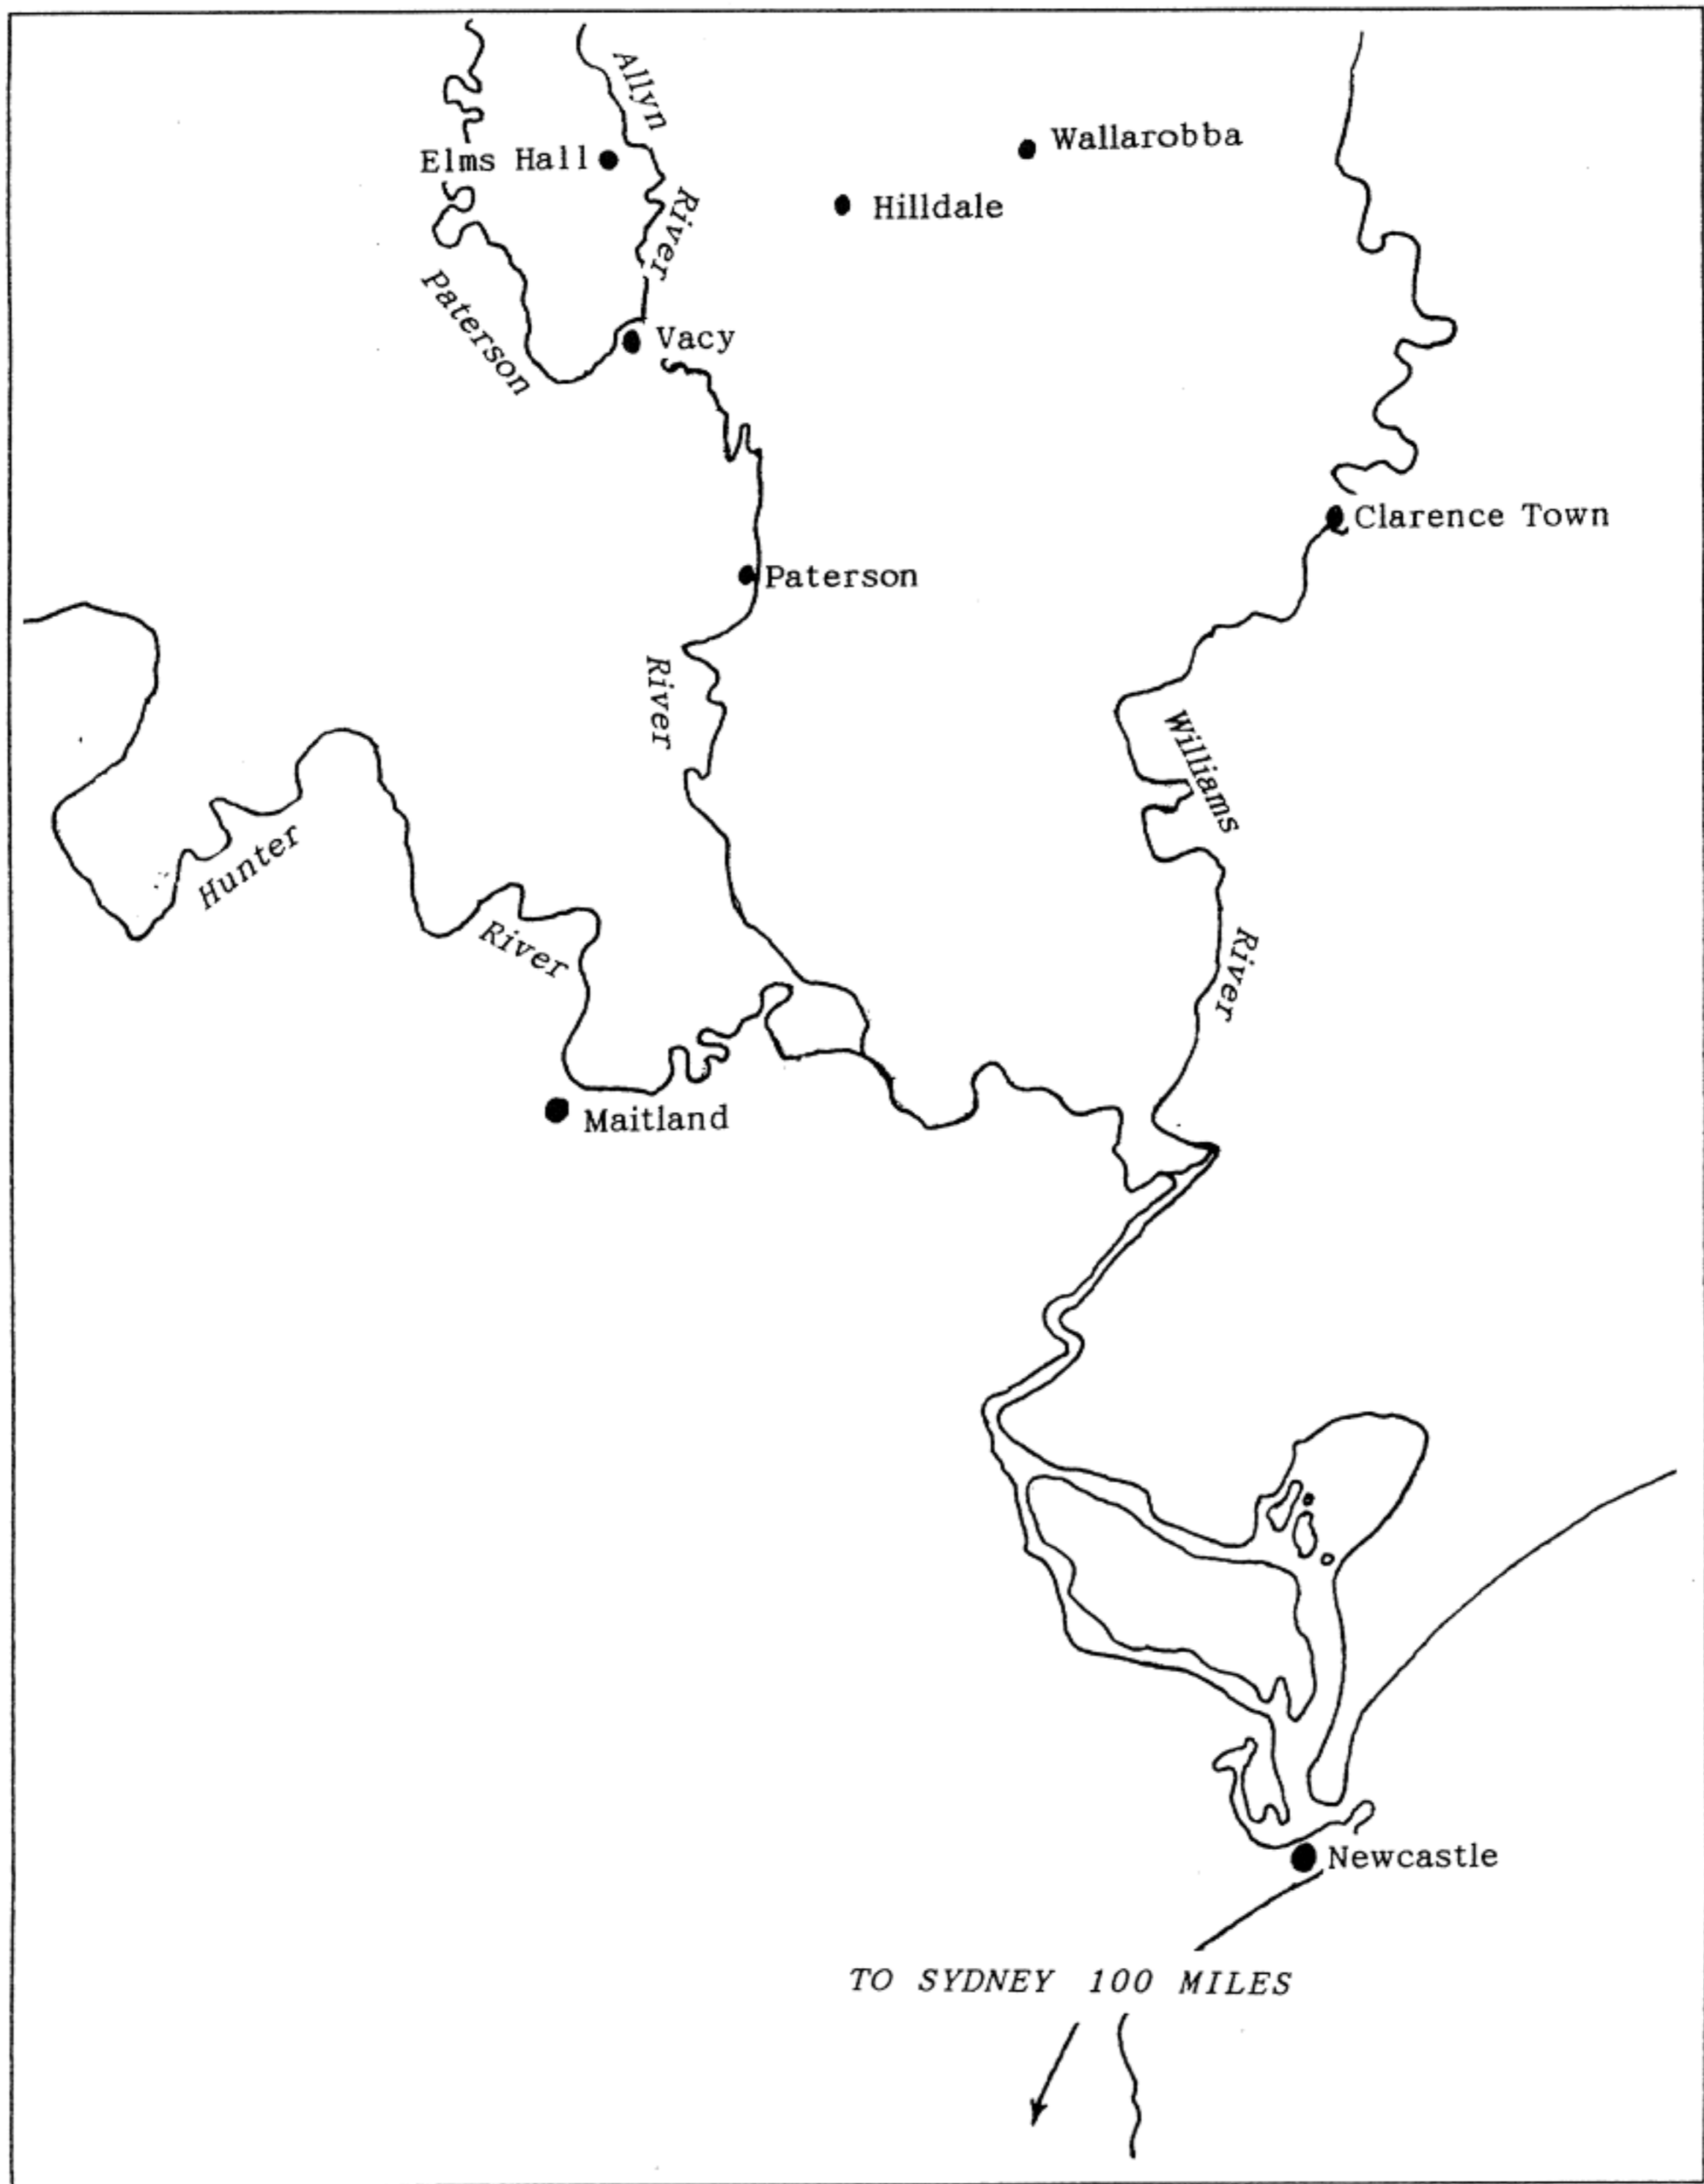 Allyn
River
Wallarobba
Elms Hall
Hilldale
Paterson
Vacy
Clarence Town
Paterson
River
Williams
River
Hunter
River
Maitland
Newcastle
TO SYDNEY 100 MILES